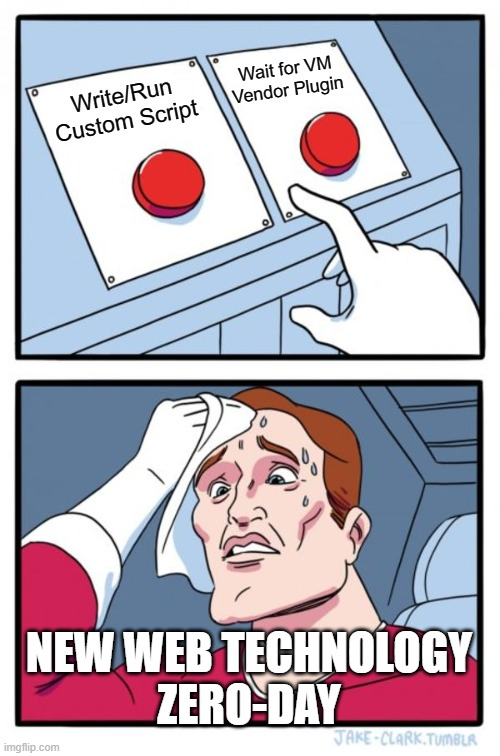 Write/Run
Custom Script
Wait for VM
Vendor Plugin
NEW WEB TECHNOLOGY
ZERO-DAY
imgflip.com
JAKE-CLARK.TUMBLR